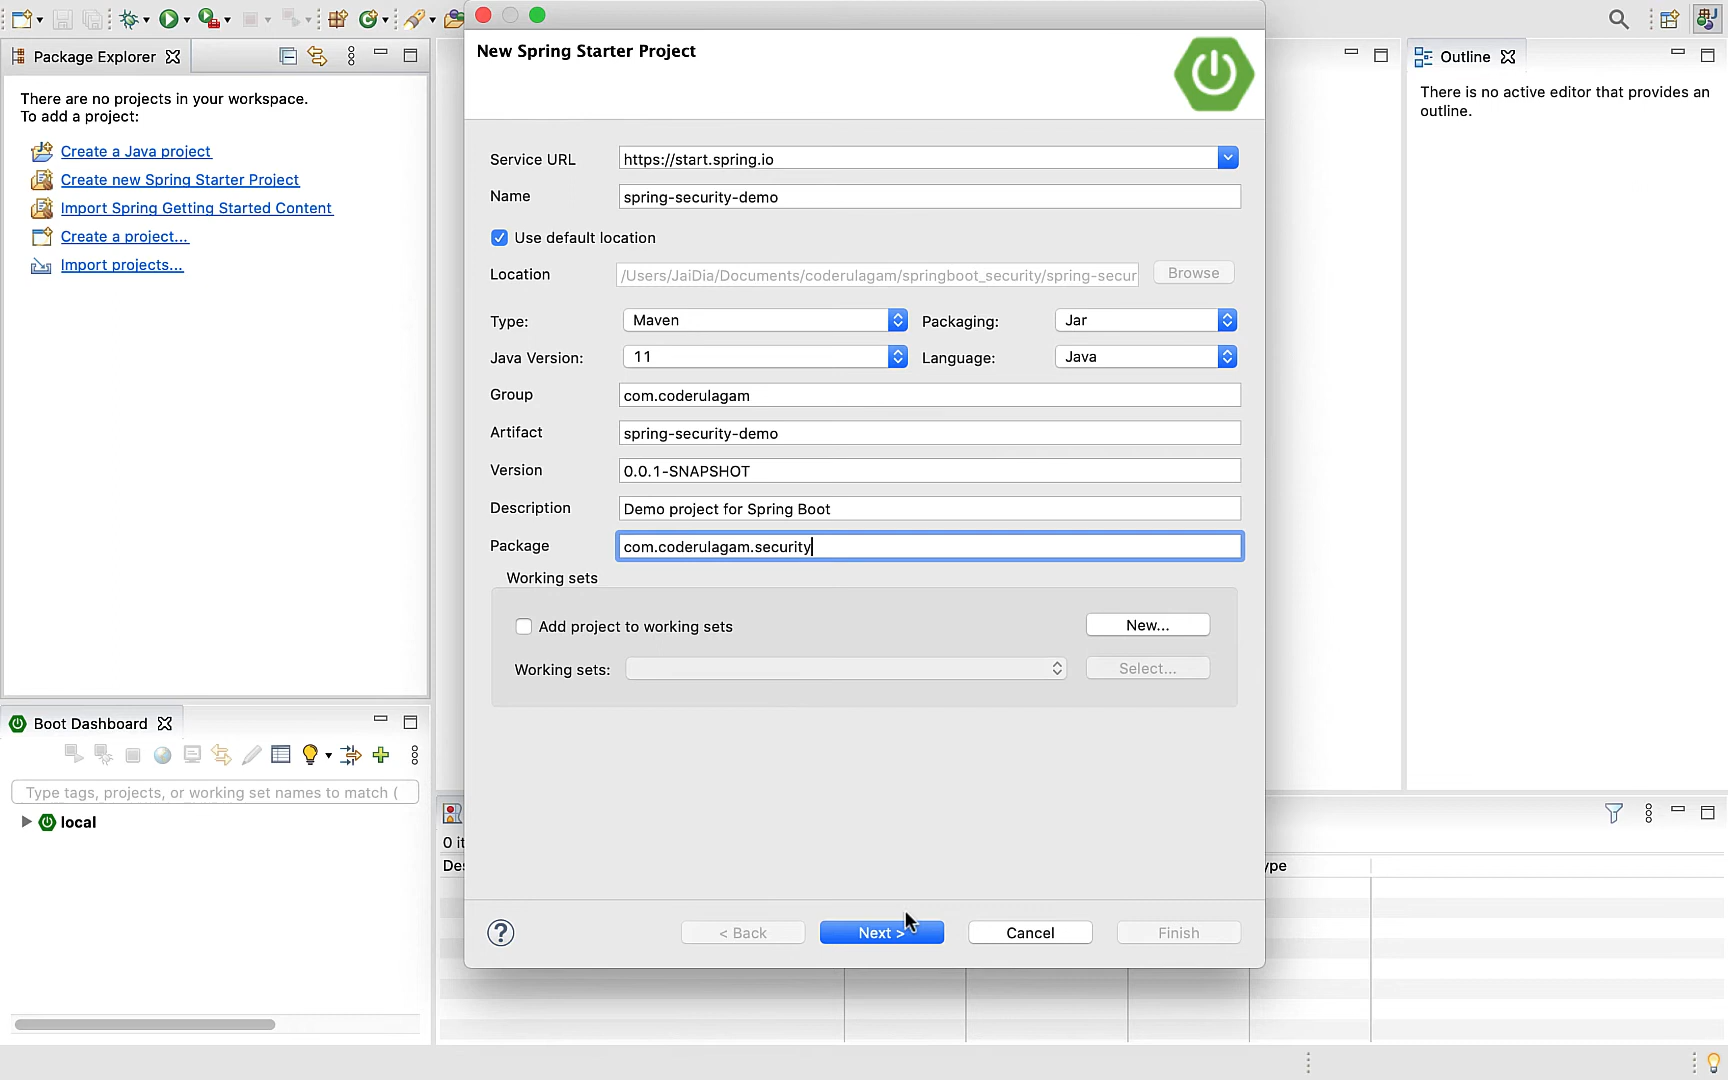 Package Explorer
There are no projects in your workspace.
To add a project:
Create a Java project
Create new Spring Starter Project
Import Spring Getting Started Content
Create a project...
Import projects...
Boot Dashboard
Type tags, projects, or working set names to match (
local
New Spring Starter Project
Service URL https://start.spring.io
Name spring-security-demo
Use default location
Location /Users/JaiDia/Documents/coderulagam/springboot_security/spring-secur Browse
Type: Maven Packaging: Jar
Java Version: 11 Language: Java
Group com.coderulagam
Artifact spring-security-demo
Version 0.0.1-SNAPSHOT
Description Demo project for Spring Boot
Package com.coderulagam.security
Working sets
Add project to working sets New...
Working sets: Select...
? < Back Next > Cancel Finish
Outline
There is no active editor that provides an
outline.
0 it